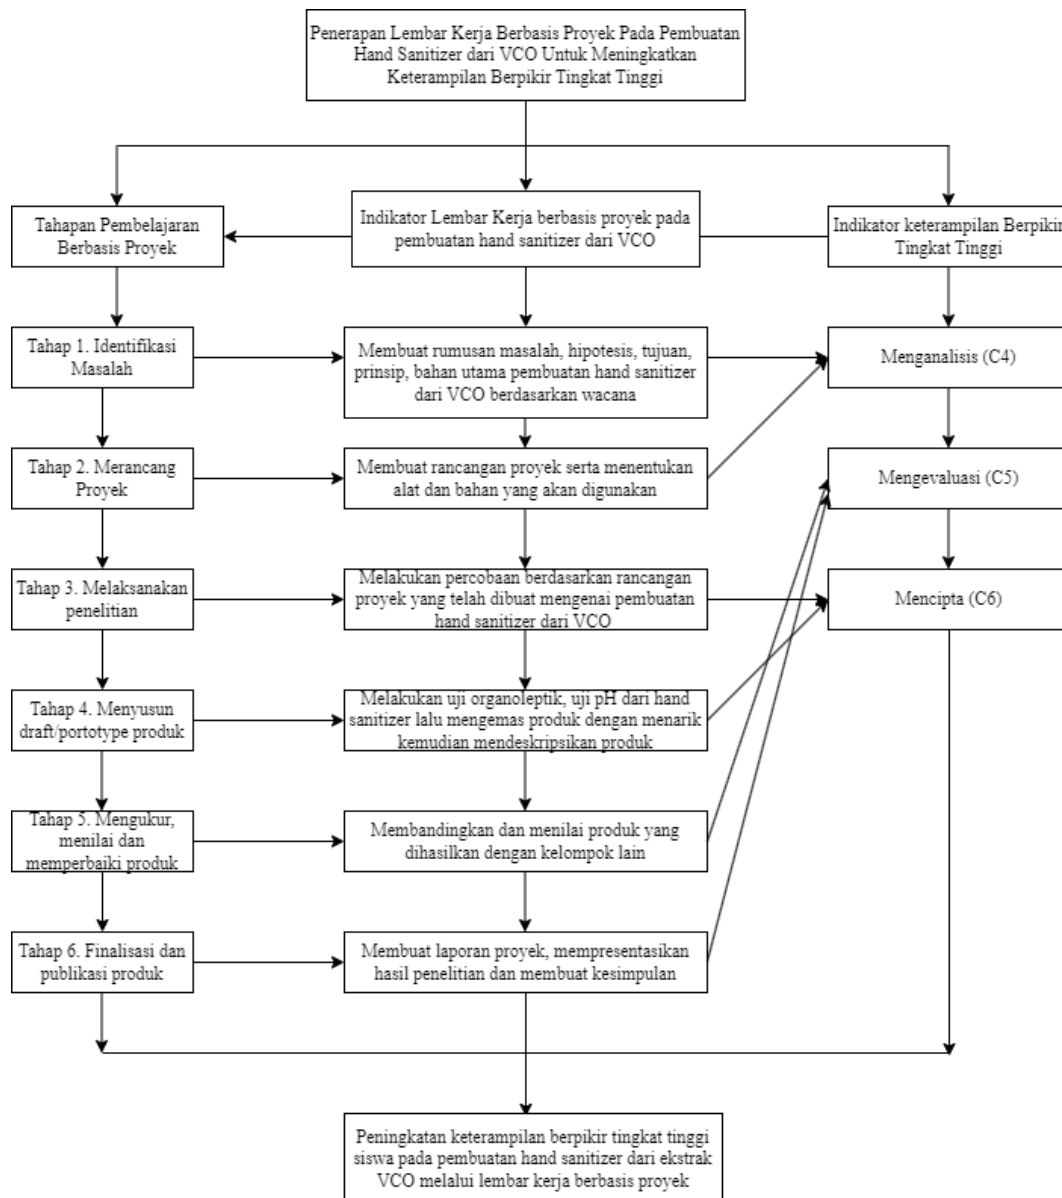 Penerapan Lembar Kerja Berbasis Proyek Pada Pembuatan
Hand Sanitizer dari VCO Untuk Meningkatkan
Keterampilan Berpikir Tingkat Tinggi
Tahapan Pembelajaran
Berbasis Proyek
Indikator Lembar Kerja berbasis proyek pada
pembuatan hand sanitizer dari VCO
Indikator keterampilan Berpikir
Tingkat Tinggi
Tahap 1. Identifikasi
Masalah
Membuat rumusan masalah, hipotesis, tujuan,
prinsip, bahan utama pembuatan hand sanitizer
dari VCO berdasarkan wacana
Menganalisis (C4)
Tahap 2. Merancang
Proyek
Membuat rancangan proyek serta menentukan
alat dan bahan yang akan digunakan
Mengevaluasi (C5)
Tahap 3. Melaksanakan
penelitian
Melakukan percobaan berdasarkan rancangan
proyek yang telah dibuat mengenai pembuatan
hand sanitizer dari VCO
Mencipta (C6)
Tahap 4. Menyusun
draft/portotype produk
Melakukan uji organoleptik, uji pH dari hand
sanitizer lalu mengemas produk dengan menarik
kemudian mendeskripsikan produk
Tahap 5. Mengukur,
menilai dan
memperbaiki produk
Membandingkan dan menilai produk yang
dihasilkan dengan kelompok lain
Tahap 6. Finalisasi dan
publikasi produk
Membuat laporan proyek, mempresentasikan
hasil penelitian dan membuat kesimpulan
Peningkatan keterampilan berpikir tingkat tinggi
siswa pada pembuatan hand sanitizer dari ekstrak
VCO melalui lembar kerja berbasis proyek